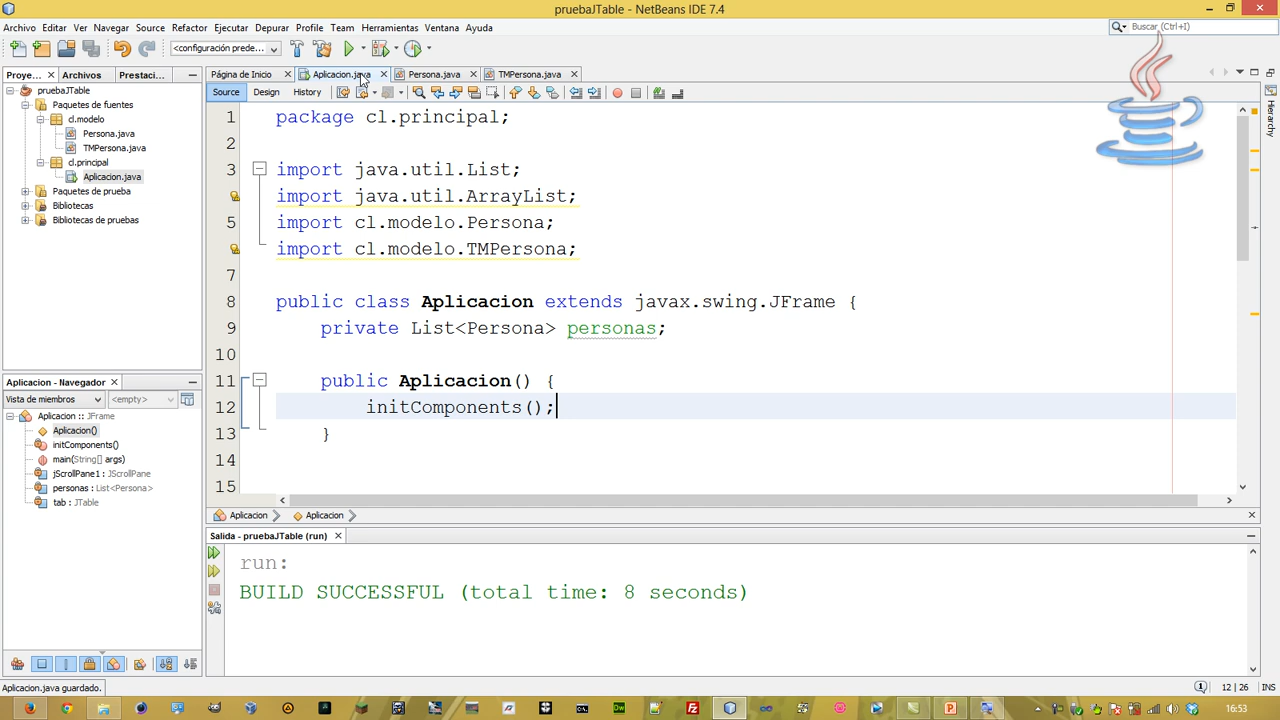 pruebaJTable - NetBeans IDE 7.4
Archivo Editar Ver Navegar Source Refactor Ejecutar Depurar Profile Team Herramientas Ventana Ayuda
Buscar (Ctrl+I)
<configuración prede...
Proye... Archivos Prestaci...
Página de Inicio Aplicacion.java Persona.java TMPersona.java
Source Design History
pruebaJTable
Paquetes de fuentes
cl.modelo
Persona.java
TMPersona.java
cl.principal
Aplicacion.java
Paquetes de prueba
Bibliotecas
Bibliotecas de pruebas
1 package cl.principal;
2
3 import java.util.List;
import java.util.ArrayList;
5 import cl.modelo.Persona;
import cl.modelo.TMPersona;
7
8 public class Aplicacion extends javax.swing.JFrame {
9 private List<Persona> personas;
10
11 public Aplicacion() {
12 initComponents();
13 }
14
15
Hierarchy
Aplicacion - Navegador
Vista de miembros <empty>
Aplicacion :: JFrame
Aplicacion()
initComponents()
main(String[] args)
jScrollPane1 : JScrollPane
personas : List<Persona>
tab : JTable
Aplicacion Aplicacion
Salida - pruebaJTable (run)
run:
BUILD SUCCESSFUL (total time: 8 seconds)
Aplicacion.java guardado.
1 12 | 26 INS
16:53